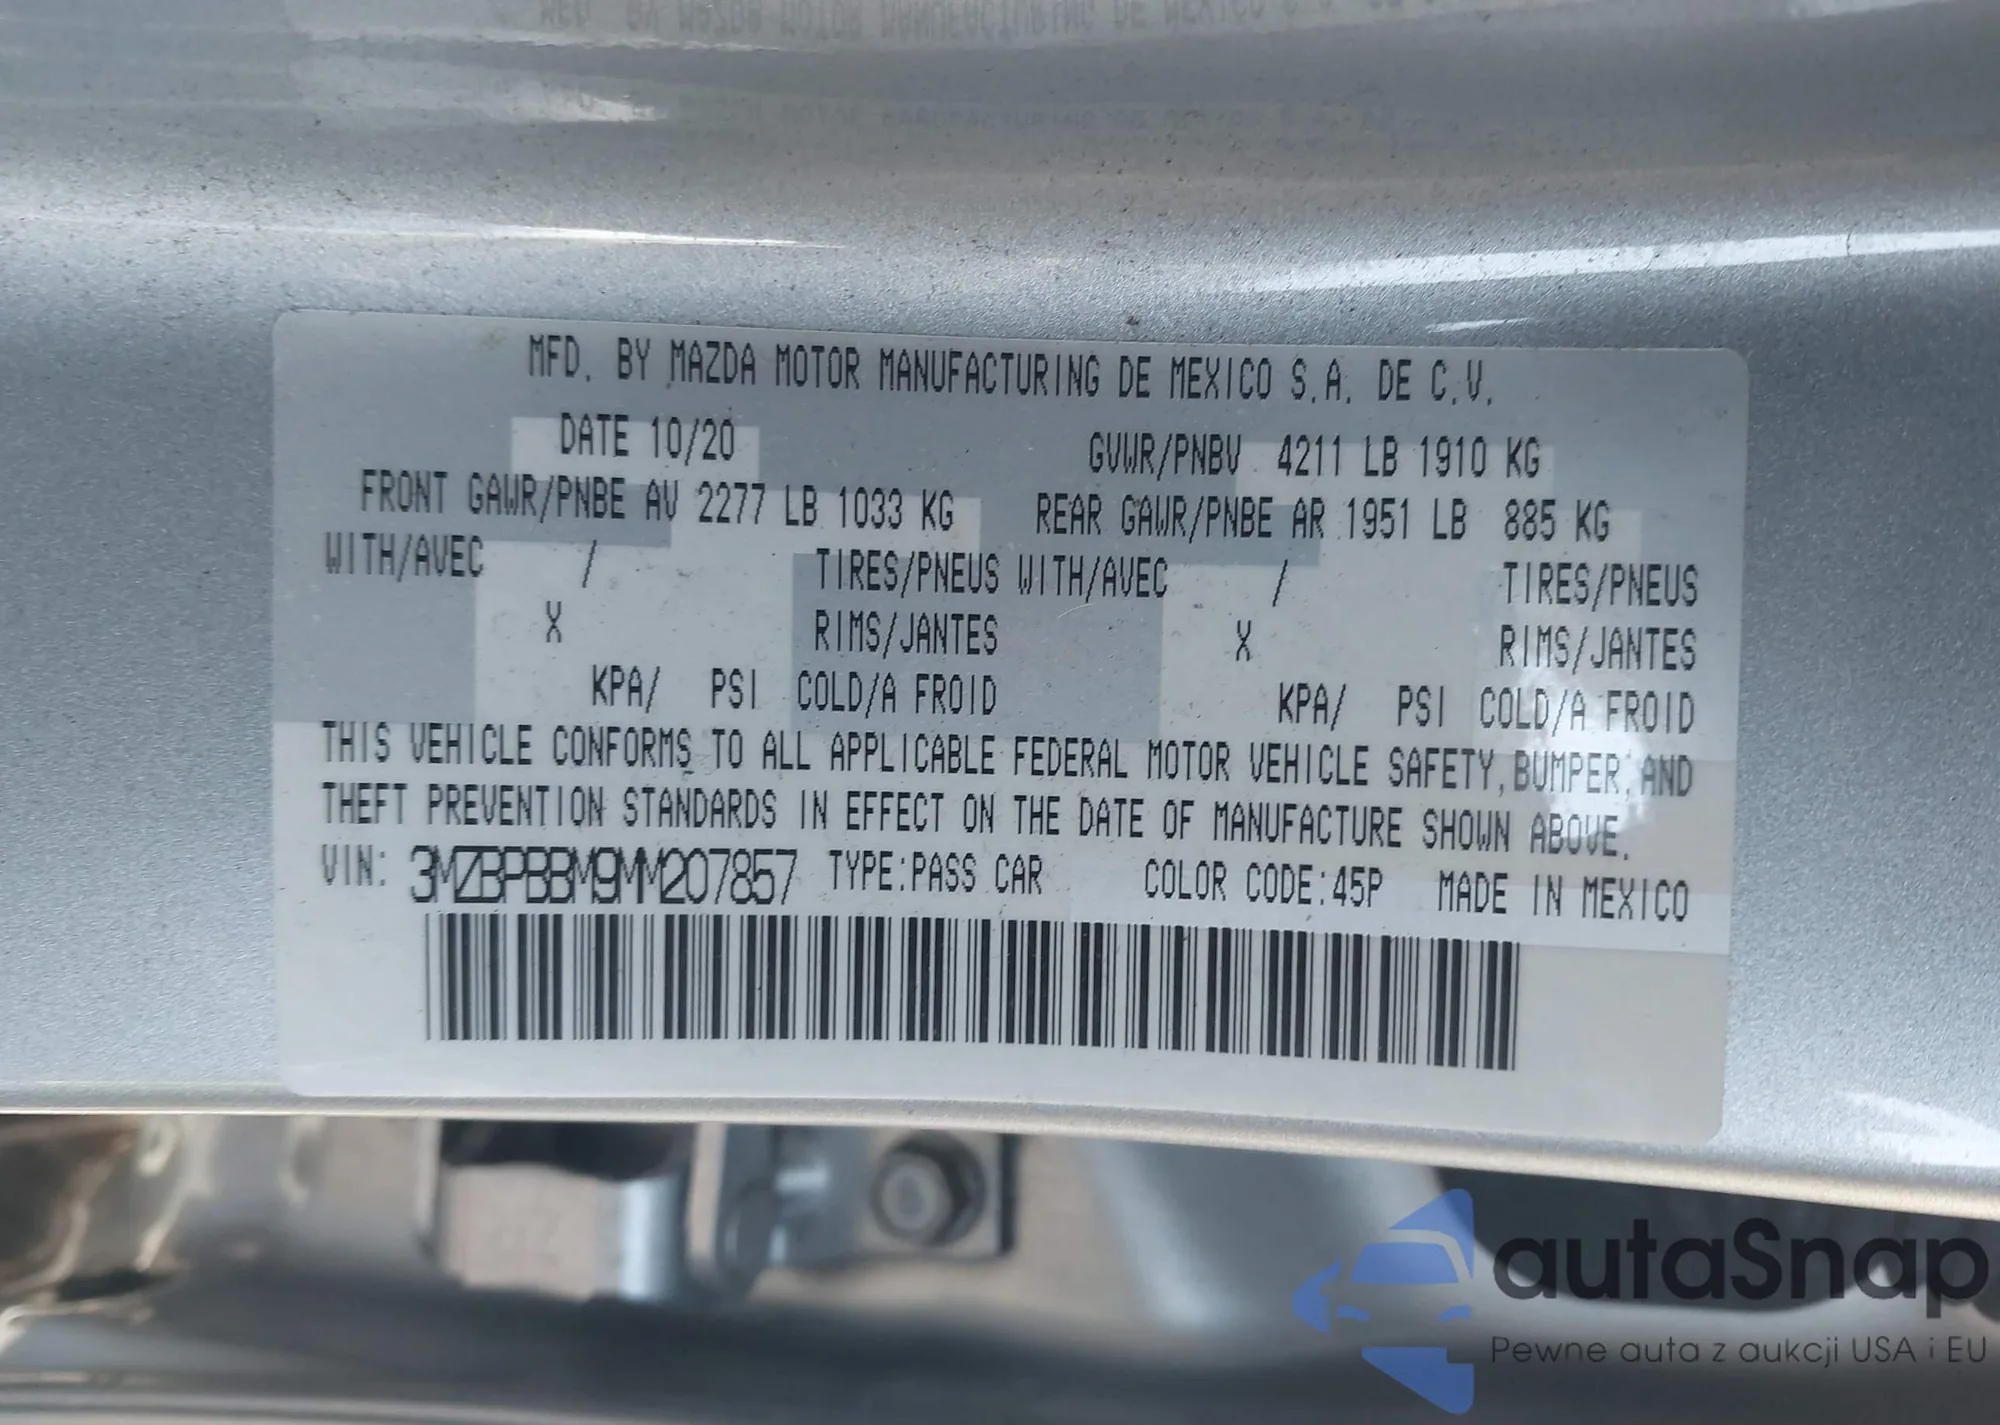 MFD. BY MAZDA MOTOR MANUFACTURING DE MEXICO S.A. DE C.V.
DATE 10/20 GVWR/PNBV 4211 LB 1910 KG
FRONT GAWR/PNBE AV 2277 LB 1033 KG REAR GAWR/PNBE AR 1951 LB 885 KG
WITH/AVEC / TIRES/PNEUS WITH/AVEC / TIRES/PNEUS
X RIMS/JANTES X RIMS/JANTES
KPA/ PSI COLD/A FROID KPA/ PSI COLD/A FROID
THIS VEHICLE CONFORMS TO ALL APPLICABLE FEDERAL MOTOR VEHICLE SAFETY, BUMPER, AND
THEFT PREVENTION STANDARDS IN EFFECT ON THE DATE OF MANUFACTURE SHOWN ABOVE.
VIN: 3MZBPBBM9MM207857 TYPE:PASS CAR COLOR CODE:45P MADE IN MEXICO
autaSnap
Pewne auta z aukcji USA i EU